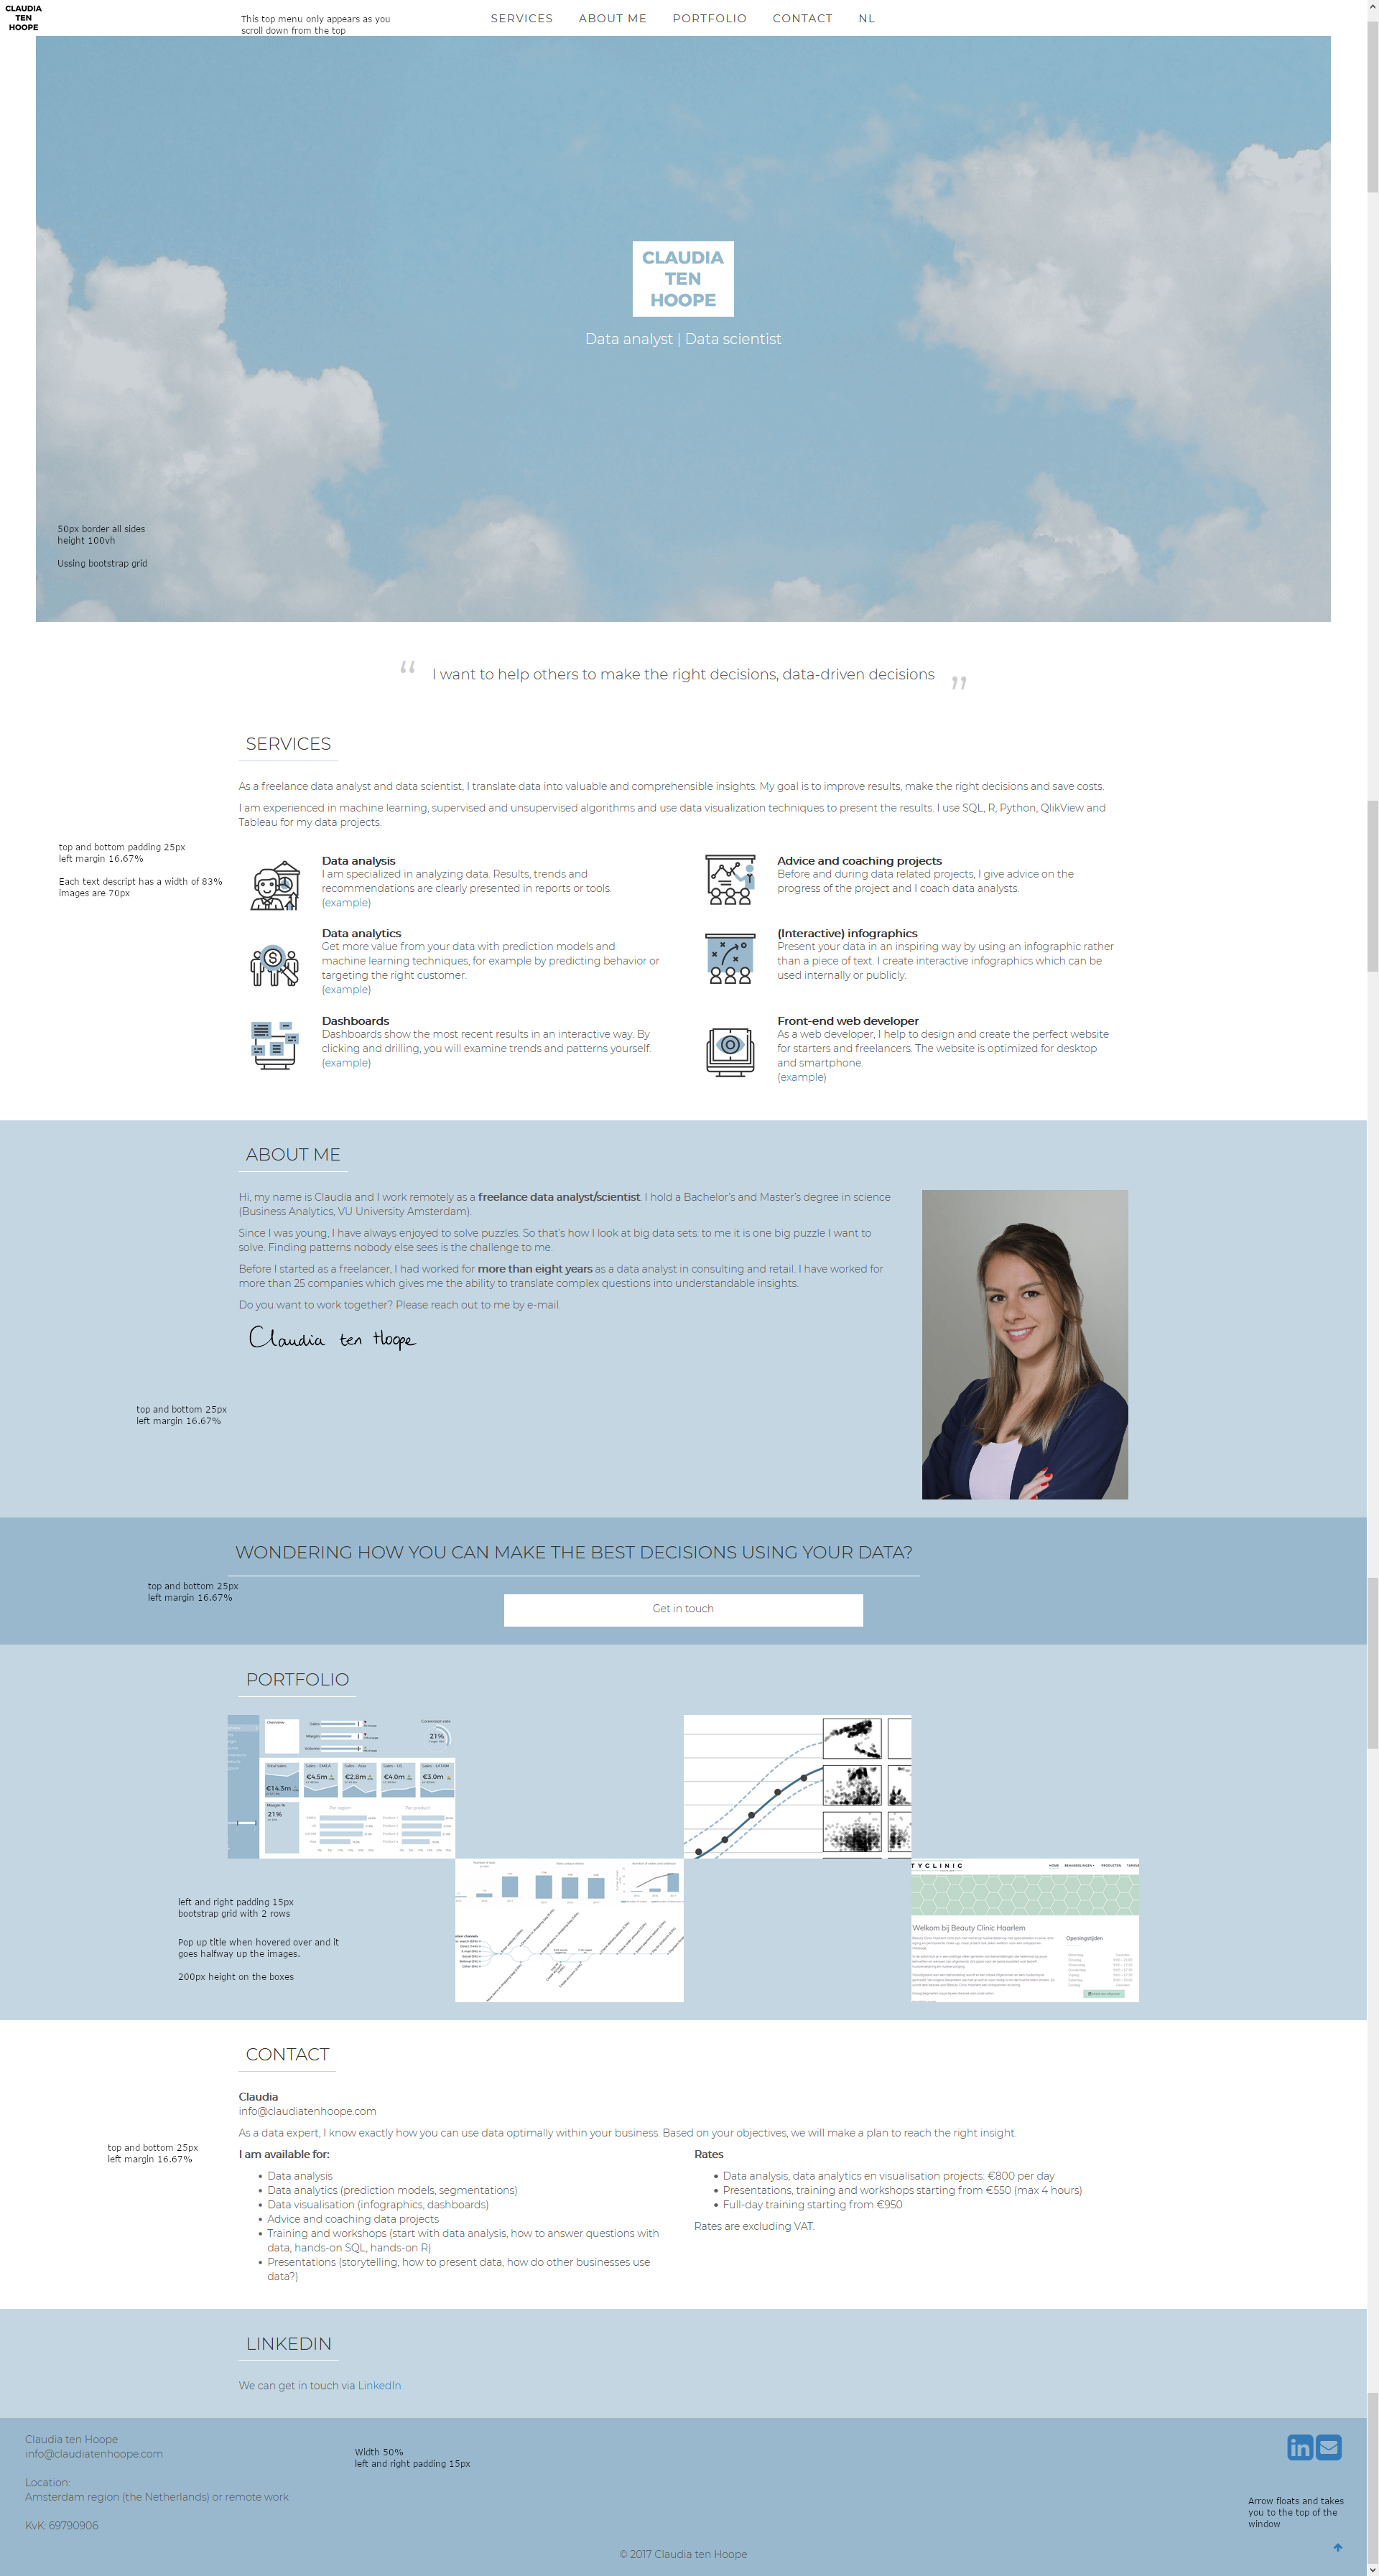 CLAUDIA
TEN
HOOPE
This top menu only appears as you
scroll down from the top
SERVICES ABOUT ME PORTFOLIO CONTACT NL
CLAUDIA
TEN
HOOPE
Data analyst | Data scientist
50px border all sides
height 100vh
Ussing bootstrap grid
“ I want to help others to make the right decisions, data-driven decisions ”
SERVICES
As a freelance data analyst and data scientist, I translate data into valuable and comprehensible insights. My goal is to improve results, make the right decisions and save costs.
I am experienced in machine learning, supervised and unsupervised algorithms and use data visualization techniques to present the results. I use SQL, R, Python, QlikView and
Tableau for my data projects.
top and bottom padding 25px
left margin 16.67%
Each text descript has a width of 83%
images are 70px
Data analysis
I am specialized in analyzing data. Results, trends and
recommendations are clearly presented in reports or tools.
(example)
Advice and coaching projects
Before and during data related projects, I give advice on the
progress of the project and I coach data analysts.
Data analytics
Get more value from your data with prediction models and
machine learning techniques, for example by predicting behavior or
targeting the right customer.
(example)
(Interactive) infographics
Present your data in an inspiring way by using an infographic rather
than a piece of text. I create interactive infographics which can be
used internally or publicly.
Dashboards
Dashboards show the most recent results in an interactive way. By
clicking and drilling, you will examine trends and patterns yourself.
(example)
Front-end web developer
As a web developer, I help to design and create the perfect website
for starters and freelancers. The website is optimized for desktop
and smartphone.
(example)
ABOUT ME
Hi, my name is Claudia and I work remotely as a freelance data analyst/scientist. I hold a Bachelor's and Master's degree in science
(Business Analytics, VU University Amsterdam).
Since I was young, I have always enjoyed to solve puzzles. So that's how I look at big data sets: to me it is one big puzzle I want to
solve. Finding patterns nobody else sees is the challenge to me.
Before I started as a freelancer, I had worked for more than eight years as a data analyst in consulting and retail. I have worked for
more than 25 companies which gives me the ability to translate complex questions into understandable insights.
Do you want to work together? Please reach out to me by e-mail.
Claudia ten Hoope
top and bottom 25px
left margin 16.67%
WONDERING HOW YOU CAN MAKE THE BEST DECISIONS USING YOUR DATA?
top and bottom 25px
left margin 16.67%
Get in touch
PORTFOLIO
Overview
Sales
Margin
Volume
Conversion rate
21%
Total sales
€14.3m
Sales - EMEA
€4.5m
Sales - Asia
€2.8m
Sales - US
€4.0m
Sales - LATAM
€3.0m
Margin %
21%
Per region
Per product
TYCLINIC
HOME BEHANDELINGEN PRODUCTEN
Welkom bij Beauty Clinic Haarlem
Openingstijden
left and right padding 15px
bootstrap grid with 2 rows
Pop up title when hovered over and it
goes halfway up the images.
200px height on the boxes
CONTACT
Claudia
info@claudiatenhoope.com
As a data expert, I know exactly how you can use data optimally within your business. Based on your objectives, we will make a plan to reach the right insight.
top and bottom 25px
left margin 16.67%
I am available for:
• Data analysis
• Data analytics (prediction models, segmentations)
• Data visualisation (infographics, dashboards)
• Advice and coaching data projects
• Training and workshops (start with data analysis, how to answer questions with
data, hands-on SQL, hands-on R)
• Presentations (storytelling, how to present data, how do other businesses use
data?)
Rates
• Data analysis, data analytics en visualisation projects: €800 per day
• Presentations, training and workshops starting from €550 (max 4 hours)
• Full-day training starting from €950
Rates are excluding VAT.
LINKEDIN
We can get in touch via LinkedIn
Claudia ten Hoope
info@claudiatenhoope.com
Location:
Amsterdam region (the Netherlands) or remote work
KvK: 69790906
Width 50%
left and right padding 15px
in
Arrow floats and takes
you to the top of the
window
© 2017 Claudia ten Hoope